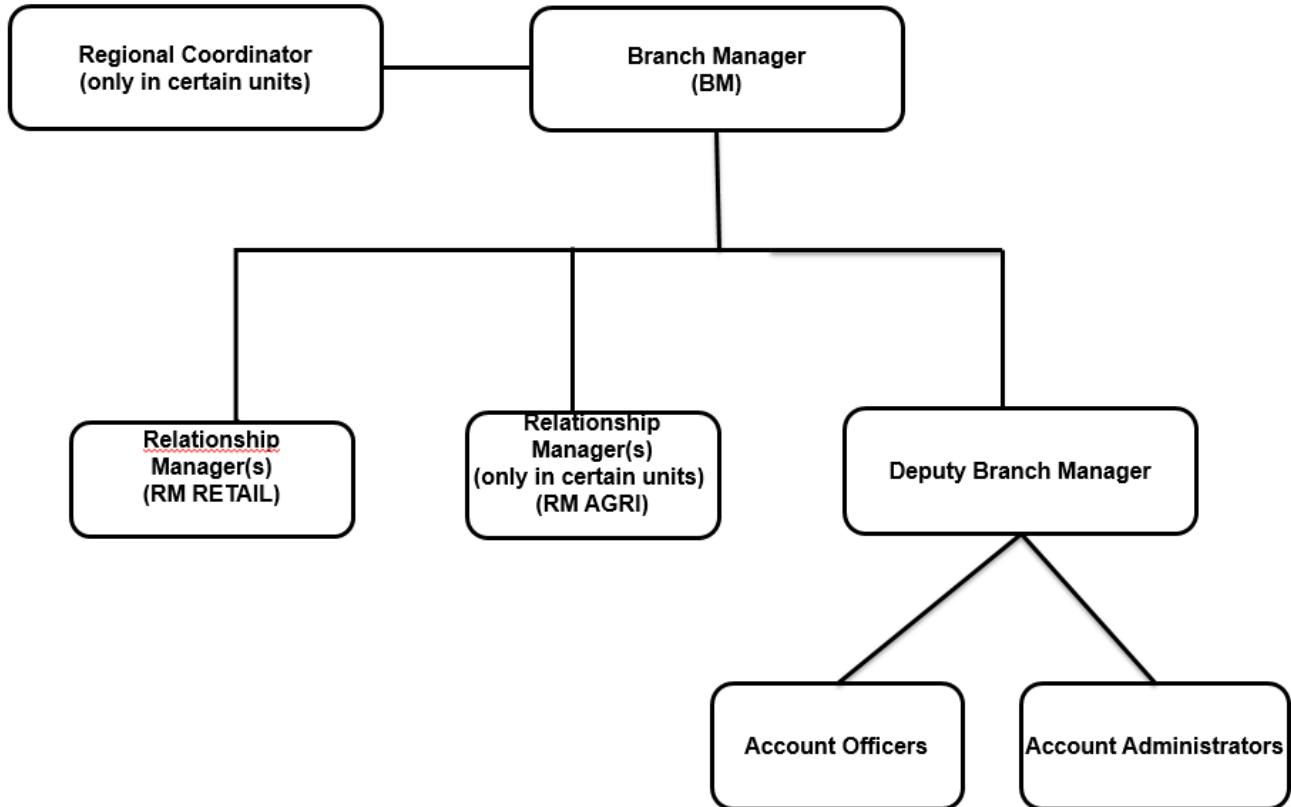 Regional Coordinator
(only in certain units)
Branch Manager
(BM)
Relationship
Manager(s)
(RM RETAIL)
Relationship
Manager(s)
(only in certain units)
(RM AGRI)
Deputy Branch Manager
Account Officers
Account Administrators